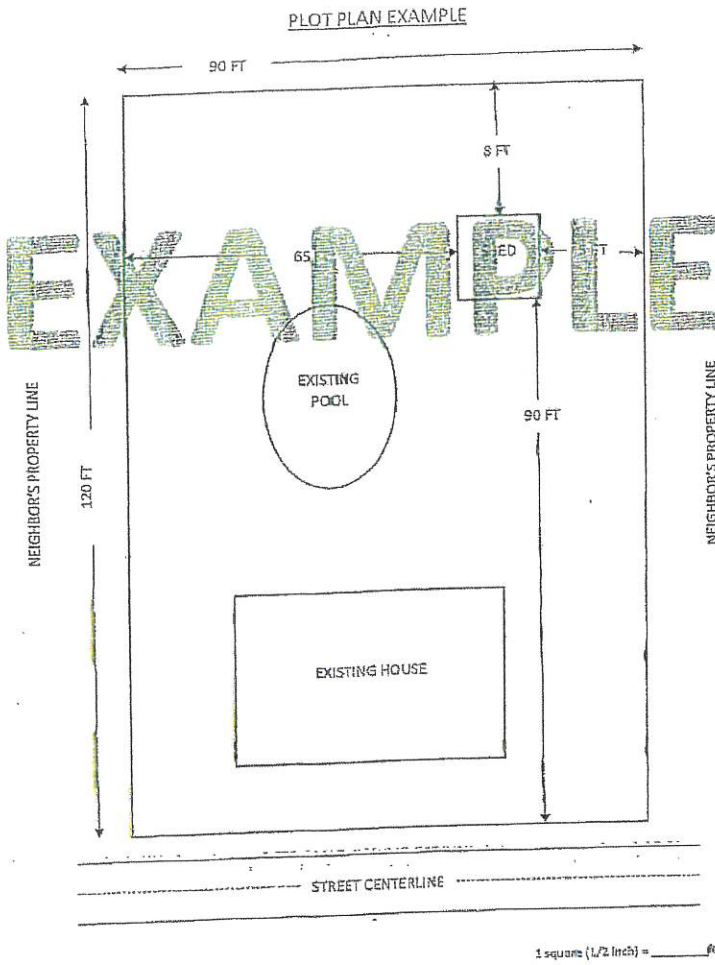 PLOT PLAN EXAMPLE
90 FT
8 FT
EXAMPLE
65
EXISTING
POOL
90 FT
NEIGHBOR'S PROPERTY LINE
120 FT
NEIGHBOR'S PROPERTY LINE
EXISTING HOUSE
STREET CENTERLINE
1 square (1/2 inch) =